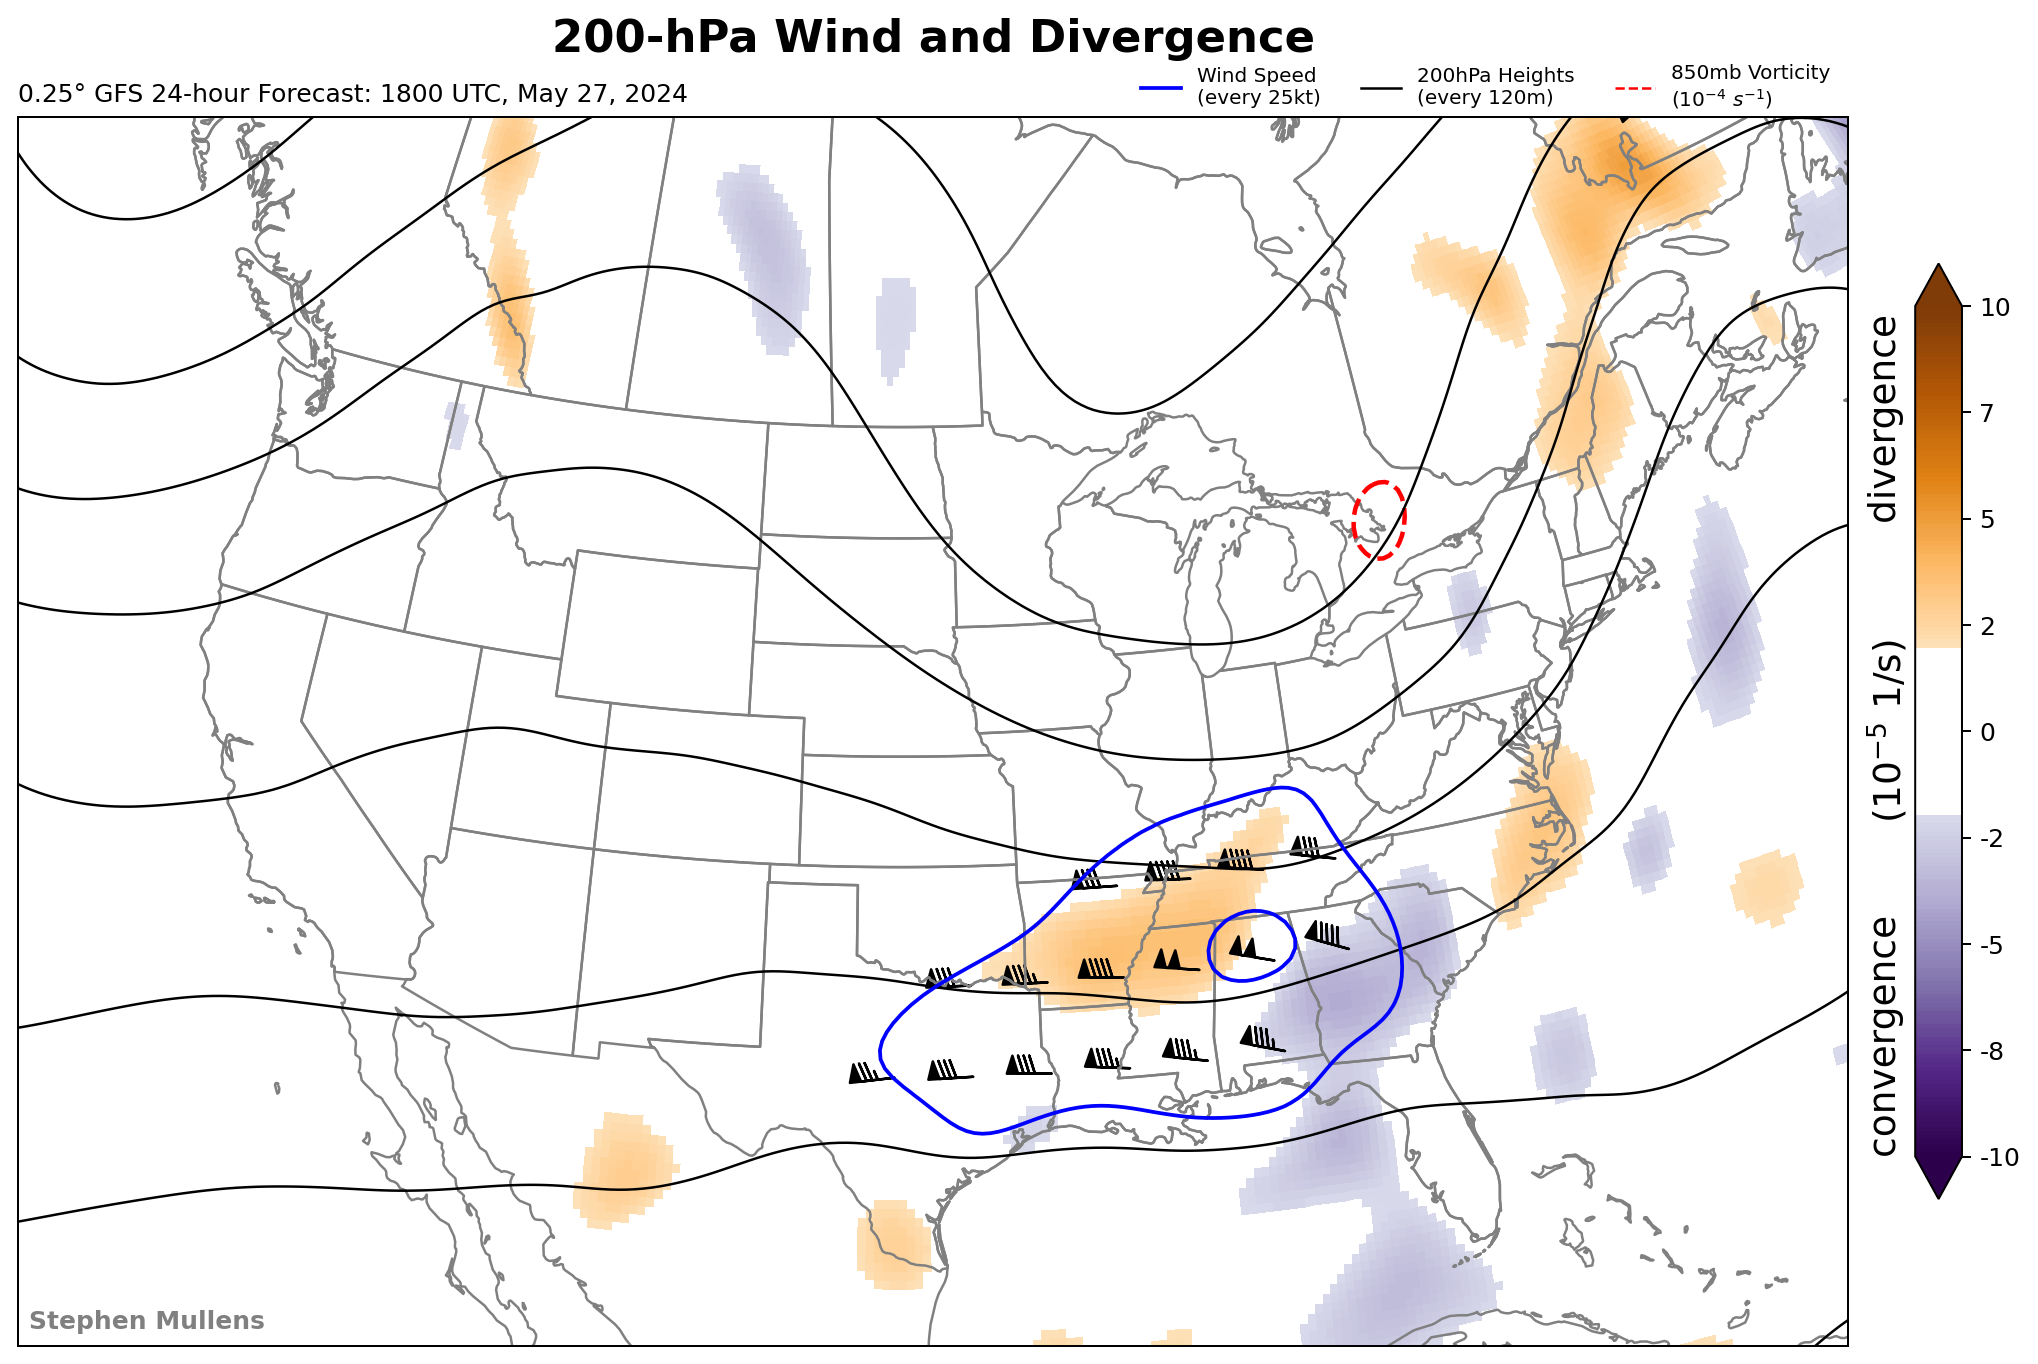 200-hPa Wind and Divergence
0.25° GFS 24-hour Forecast: 1800 UTC, May 27, 2024
Wind Speed
(every 25kt)
200hPa Heights
(every 120m)
850mb Vorticity
(10⁻⁴ s⁻¹)
10
7
5
2
0
-2
-5
-8
-10
convergence (10⁻⁵ 1/s) divergence
Stephen Mullens